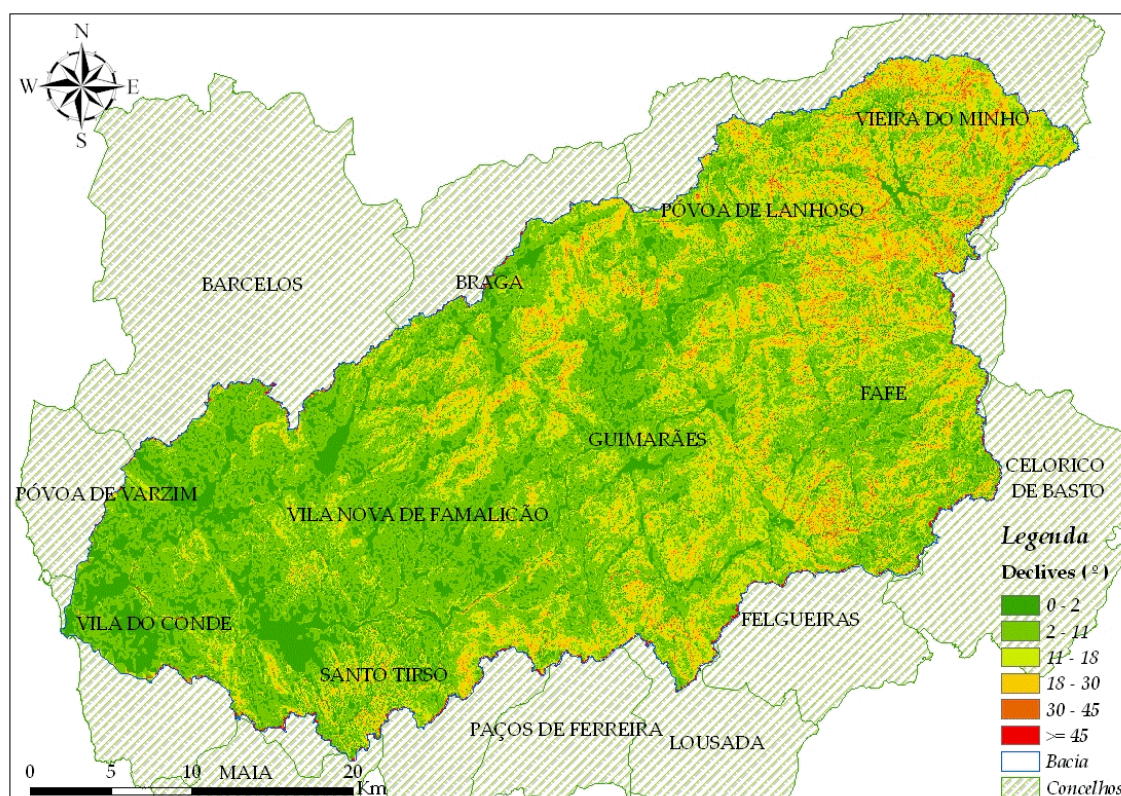 N
W E
S
VIEIRA DO MINHO
PÓVOA DE LANHOSO
BARCELOS
BRAGA
FAFE
GUIMARÃES
CELORICO
DE BASTO
PÓVOA DE VARZIM
VILA NOVA DE FAMALICÃO
VILA DO CONDE
FELGUEIRAS
SANTO TIRSO
PAÇOS DE FERREIRA
LOUSADA
MAIA
Legenda
Declives (º)
0 - 2
2 - 11
11 - 18
18 - 30
30 - 45
>= 45
Bacia
Concelhos
0 5 10 20
Km